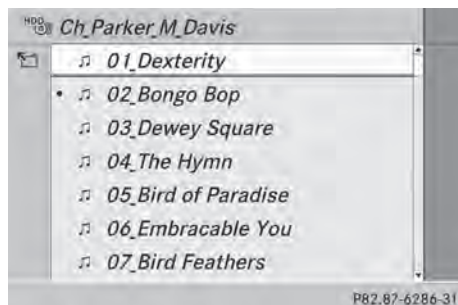 HDD
Ch_Parker_M_Davis
01_Dexterity
02_Bongo Bop
03_Dewey Square
04_The Hymn
05_Bird of Paradise
06_Embracable You
07_Bird Feathers
P82.87-6286-31